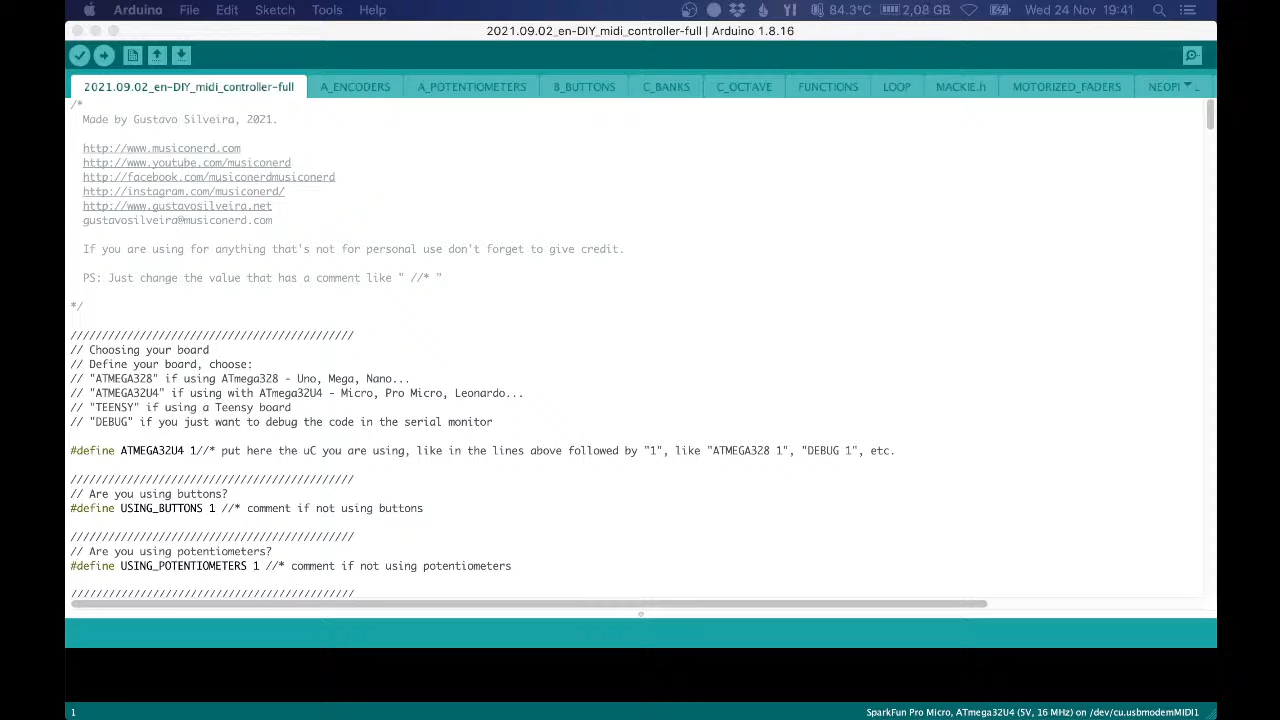 Arduino File Edit Sketch Tools Help 84.3°C 2,08 GB Wed 24 Nov 19:41
2021.09.02_en-DIY_midi_controller-full | Arduino 1.8.16
2021.09.02_en-DIY_midi_controller-full A_ENCODERS A_POTENTIOMETERS B_BUTTONS C_BANKS C_OCTAVE FUNCTIONS LOOP MACKIE.h MOTORIZED_FADERS NEOPI
/*
Made by Gustavo Silveira, 2021.
http://www.musiconerd.com
http://www.youtube.com/musiconerd
http://facebook.com/musiconerdmusiconerd
http://instagram.com/musiconerd/
http://www.gustavosilveira.net
gustavosilveira@musiconerd.com
If you are using for anything that's not for personal use don't forget to give credit.
PS: Just change the value that has a comment like " //* "
*/
/////////////////////////////////////////////
// Choosing your board
// Define your board, choose:
// "ATMEGA328" if using ATmega328 - Uno, Mega, Nano...
// "ATMEGA32U4" if using with ATmega32U4 - Micro, Pro Micro, Leonardo...
// "TEENSY" if using a Teensy board
// "DEBUG" if you just want to debug the code in the serial monitor
#define ATMEGA32U4 1//* put here the uC you are using, like in the lines above followed by "1", like "ATMEGA328 1", "DEBUG 1", etc.
/////////////////////////////////////////////
// Are you using buttons?
#define USING_BUTTONS 1 //* comment if not using buttons
/////////////////////////////////////////////
// Are you using potentiometers?
#define USING_POTENTIOMETERS 1 //* comment if not using potentiometers
/////////////////////////////////////////////
1 SparkFun Pro Micro, ATmega32U4 (5V, 16 MHz) on /dev/cu.usbmodemMIDI1